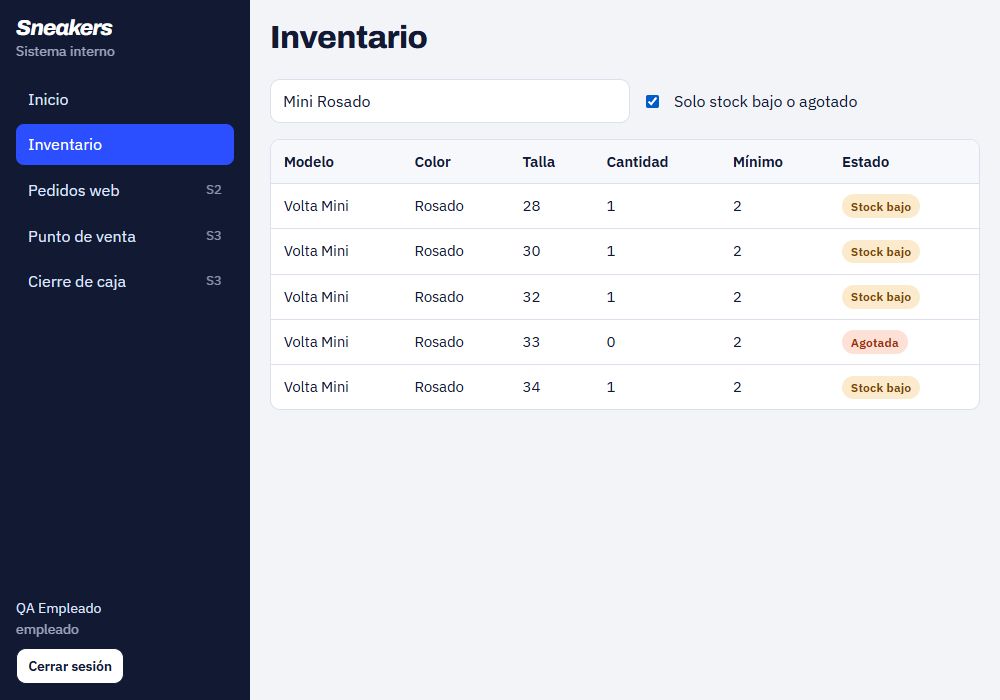 Sneakers
Sistema interno
Inicio
Inventario
Pedidos web S2
Punto de venta S3
Cierre de caja S3
QA Empleado
empleado
Cerrar sesión
Inventario
Mini Rosado
Solo stock bajo o agotado
Modelo Color Talla Cantidad Mínimo Estado
Volta Mini Rosado 28 1 2 Stock bajo
Volta Mini Rosado 30 1 2 Stock bajo
Volta Mini Rosado 32 1 2 Stock bajo
Volta Mini Rosado 33 0 2 Agotada
Volta Mini Rosado 34 1 2 Stock bajo